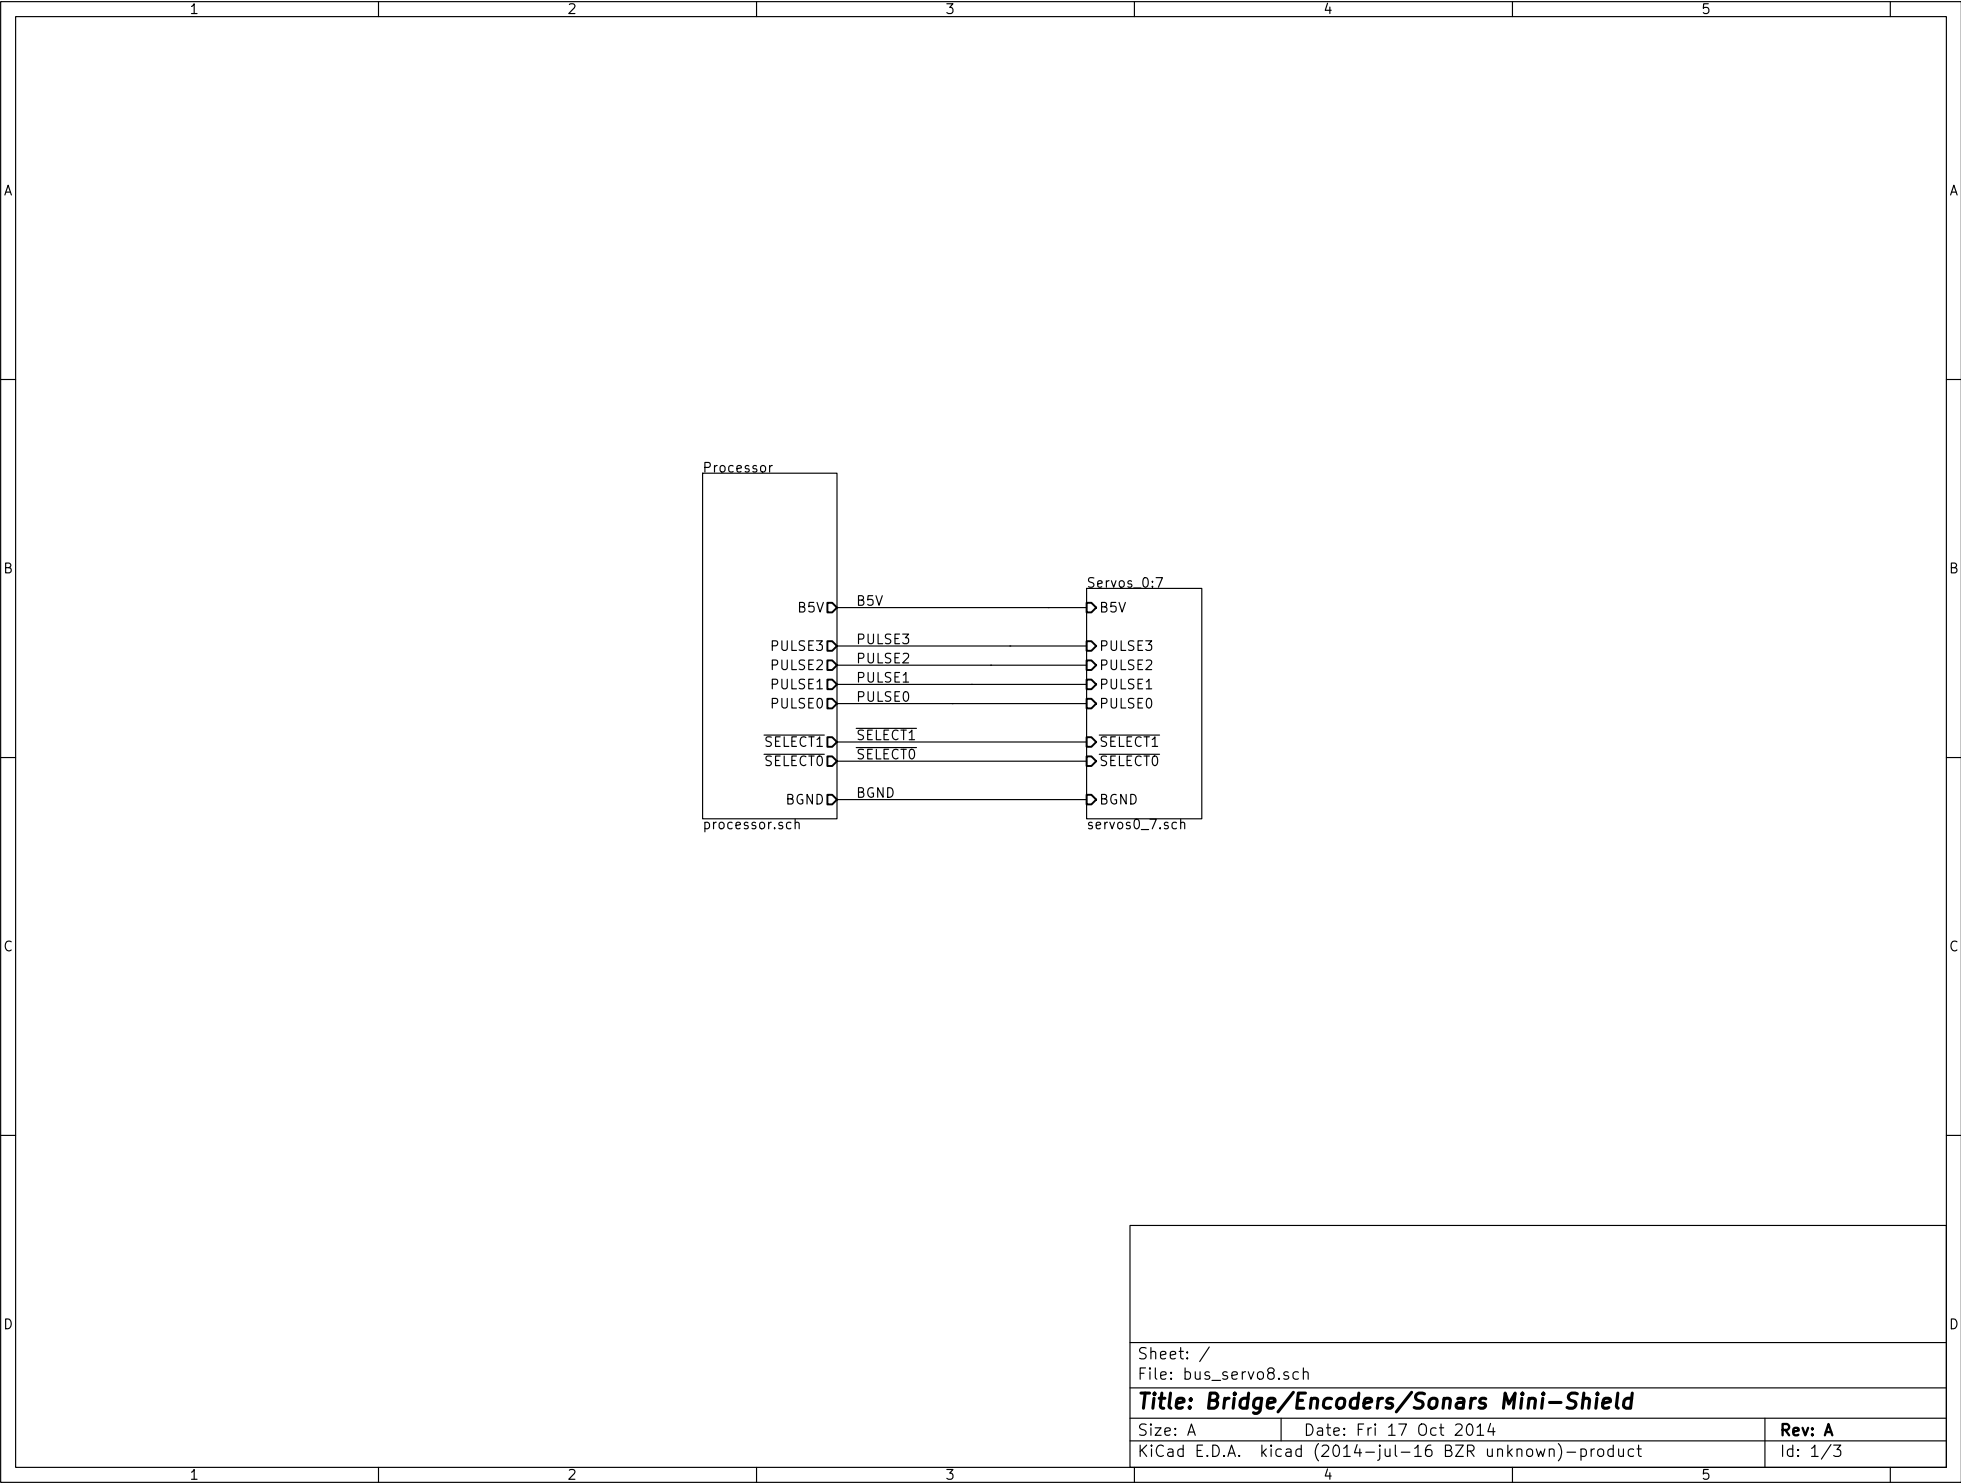 1 2 3 4 5
A A
Processor
B Servos_0:7 B
B5V B5V B5V
PULSE3 PULSE3 PULSE3
PULSE2 PULSE2 PULSE2
PULSE1 PULSE1 PULSE1
PULSE0 PULSE0 PULSE0
SELECT1 SELECT1 SELECT1
SELECT0 SELECT0 SELECT0
BGND BGND BGND
processor.sch servos0_7.sch
C C
D D
Sheet: /
File: bus_servo8.sch
Title: Bridge/Encoders/Sonars Mini-Shield
Size: A Date: Fri 17 Oct 2014 Rev: A
KiCad E.D.A. kicad (2014-jul-16 BZR unknown)-product Id: 1/3
1 2 3 4 5